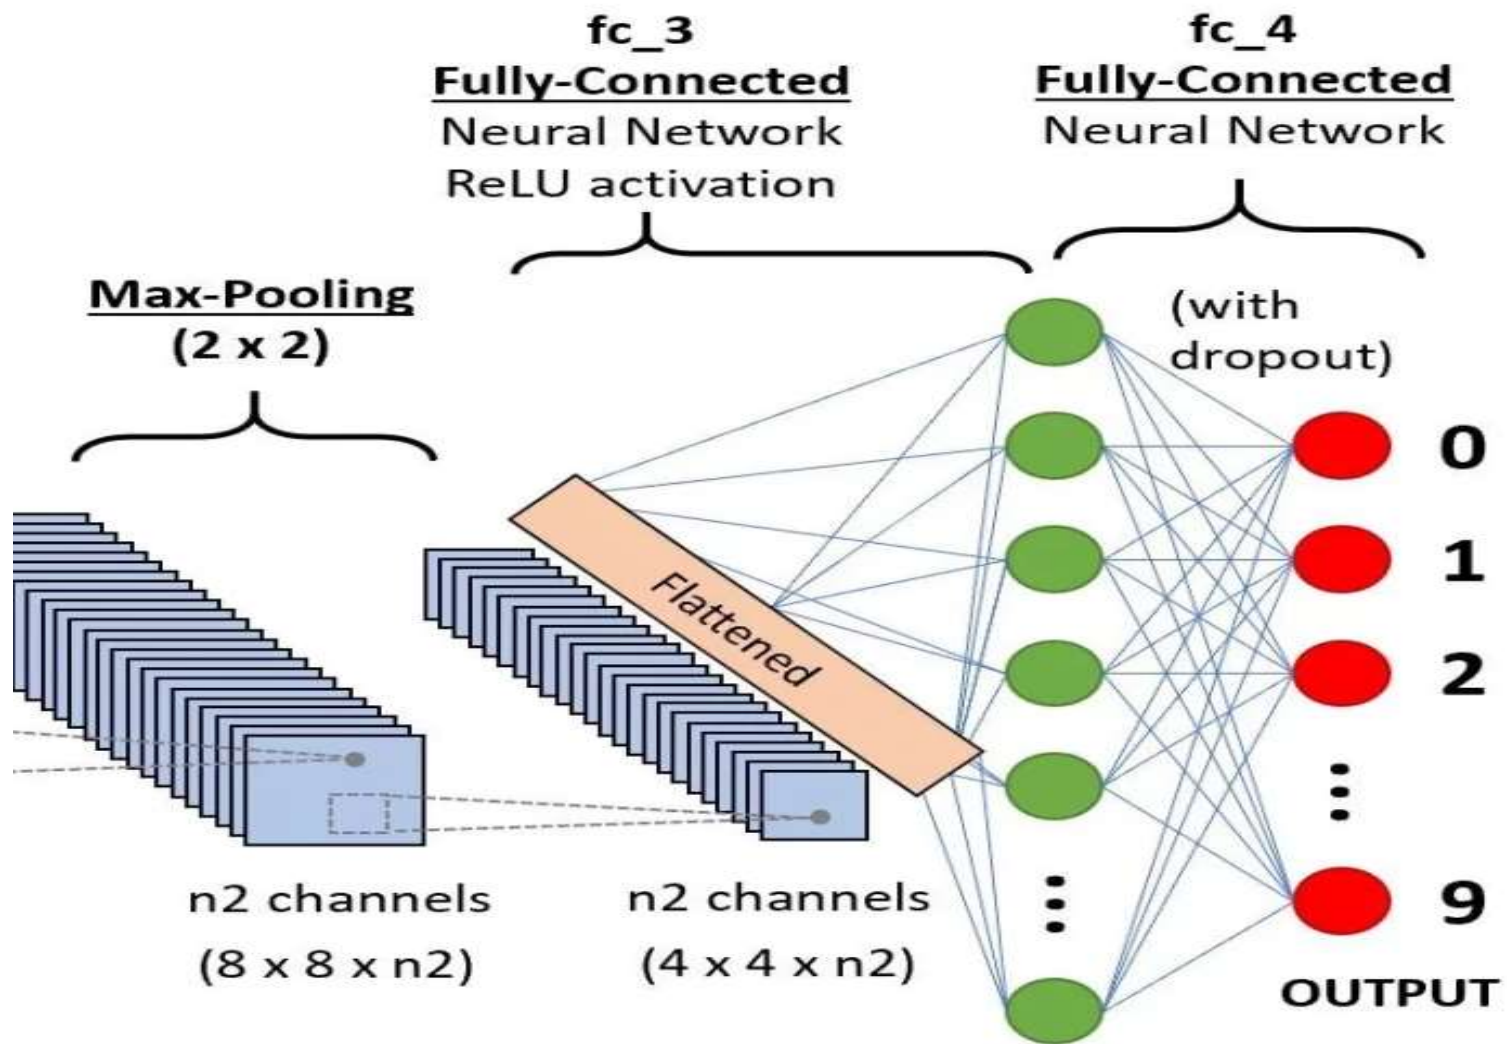 fc_3
Fully-Connected
Neural Network
ReLU activation
fc_4
Fully-Connected
Neural Network
Max-Pooling
(2 x 2)
(with
dropout)
Flattened
0
1
2
9
n2 channels
(8 x 8 x n2)
n2 channels
(4 x 4 x n2)
OUTPUT